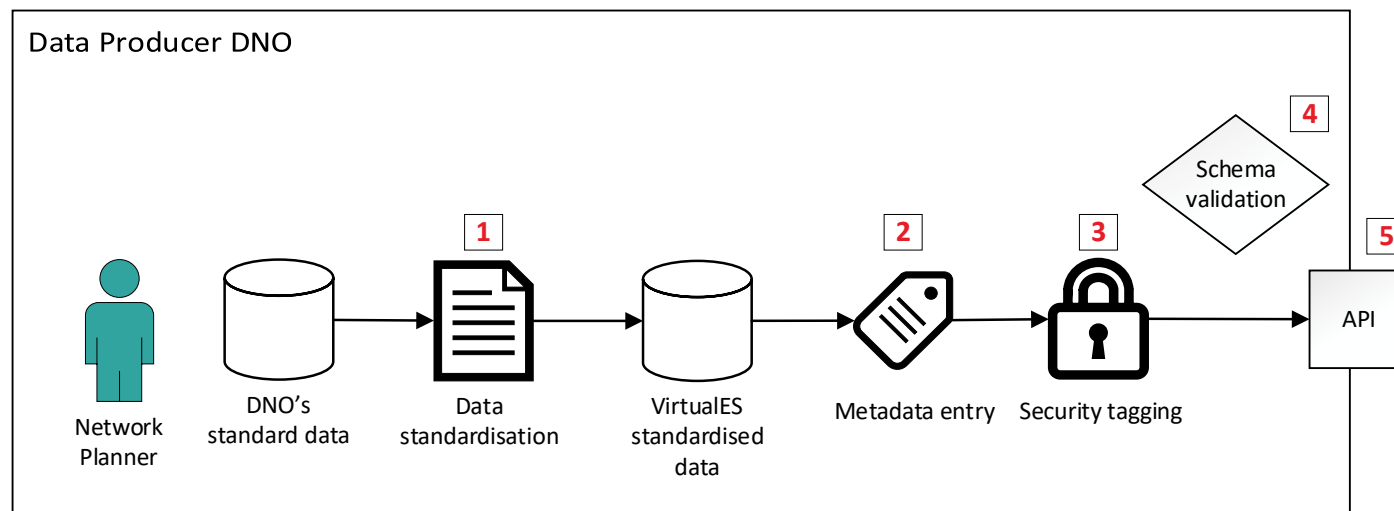 Data Producer DNO
4
Schema
validation
1
2
3
5
API
Network
Planner
DNO’s
standard data
Data
standardisation
VirtualES
standardised
data
Metadata entry
Security tagging